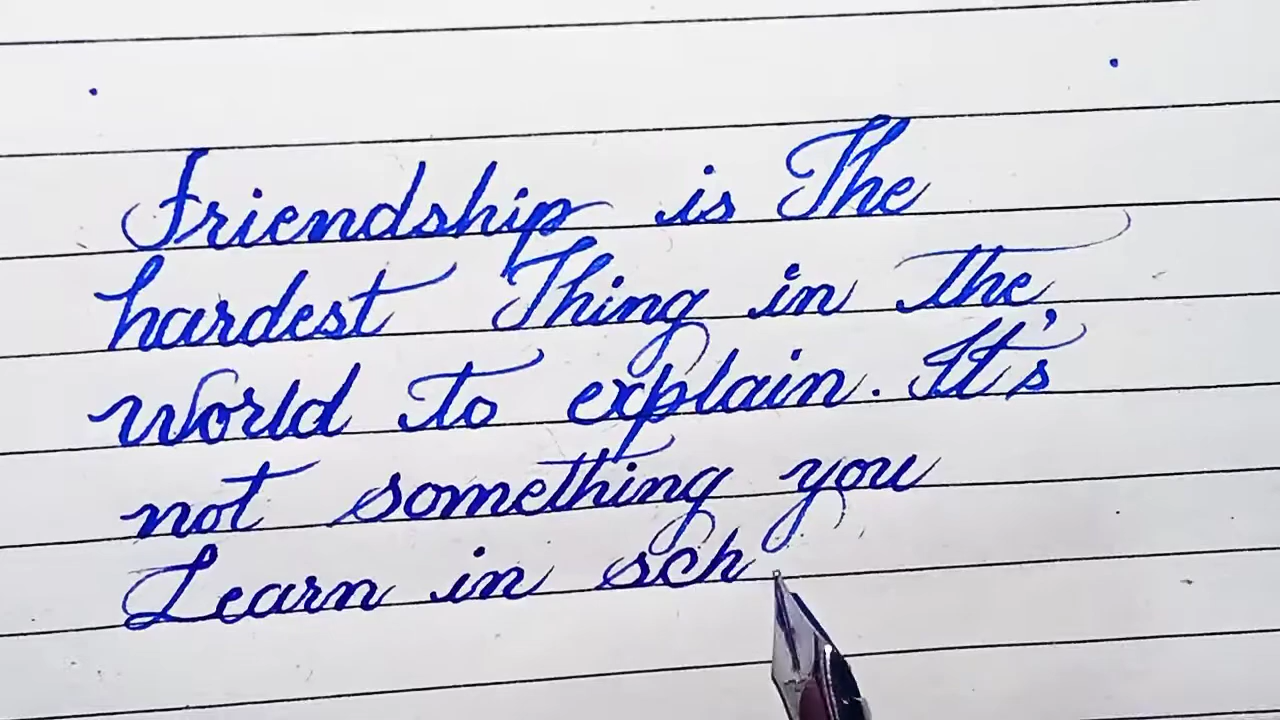 Friendship is The
hardest Thing in the
world to explain. It's
not something you
Learn in sch